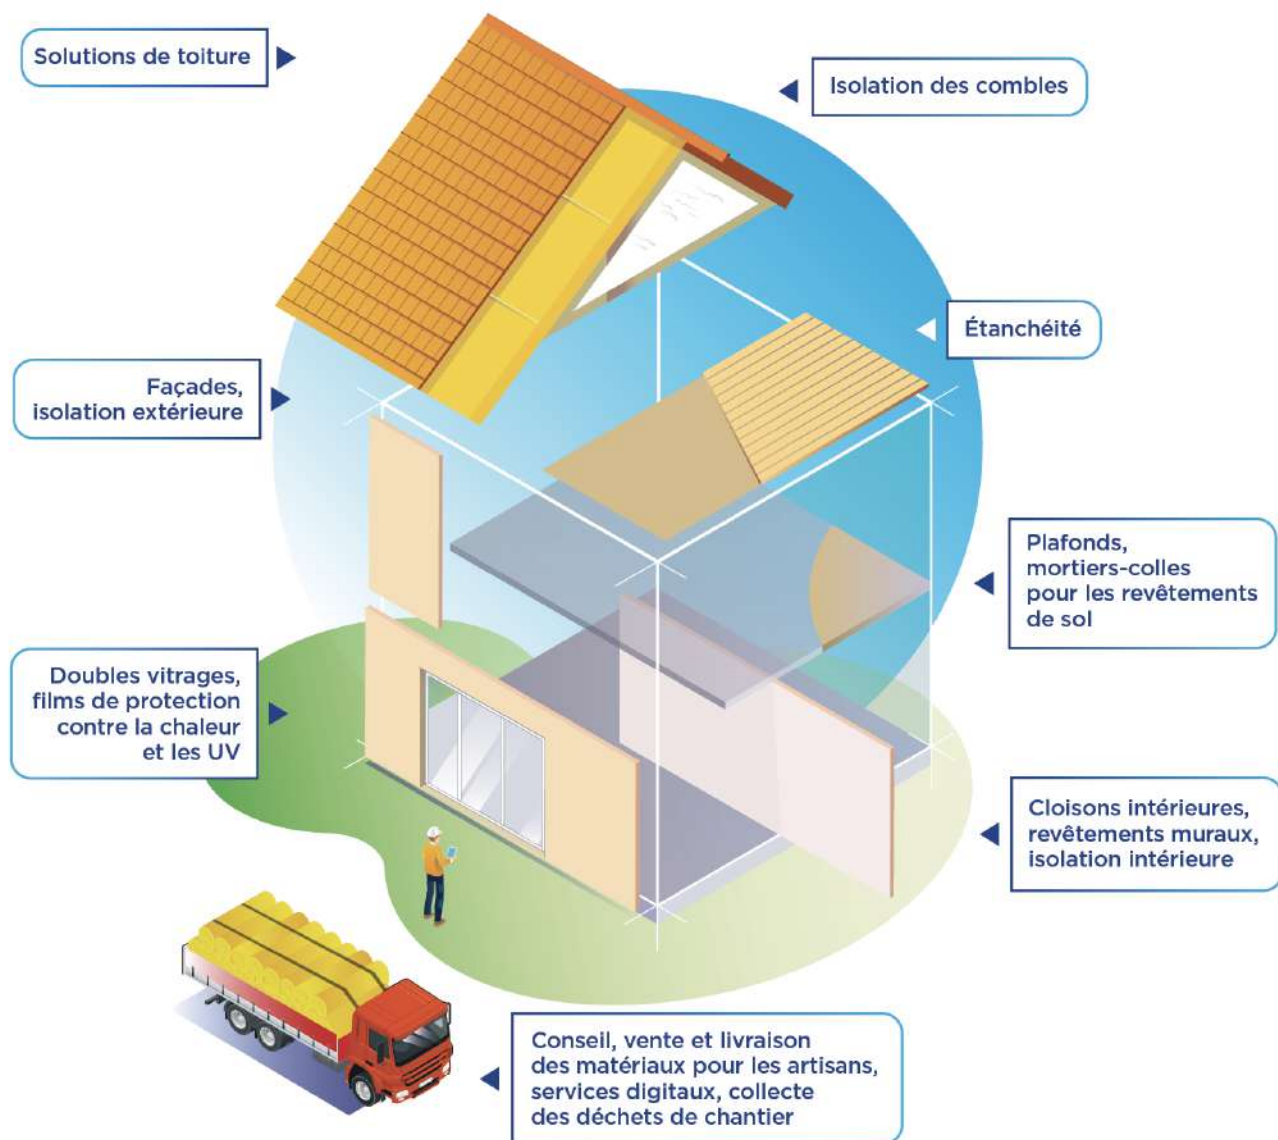 Solutions de toiture
Isolation des combles
Étanchéité
Façades,
isolation extérieure
Plafonds,
mortiers-colles
pour les revêtements
de sol
Doubles vitrages,
films de protection
contre la chaleur
et les UV
Cloisons intérieures,
revêtements muraux,
isolation intérieure
Conseil, vente et livraison
des matériaux pour les artisans,
services digitaux, collecte
des déchets de chantier